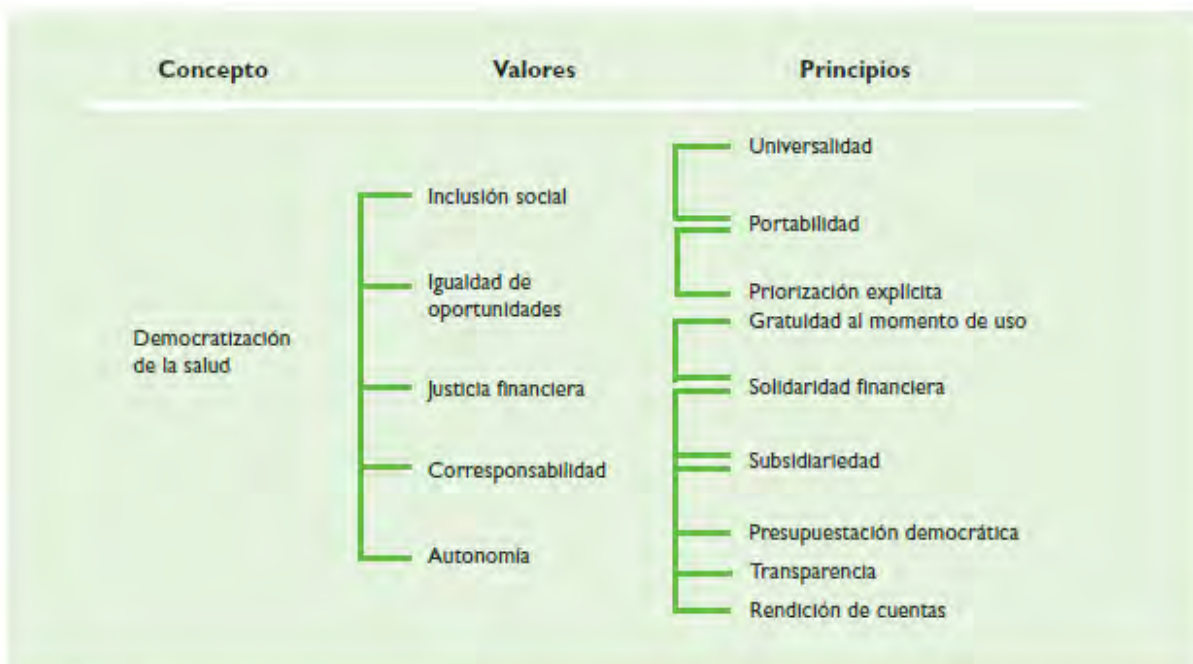 Concepto Valores Principios
Universalidad
Inclusión social
Portabilidad
Igualdad de
oportunidades
Priorización explícita
Gratuidad al momento de uso
Democratización
de la salud
Justicia financiera
Solidaridad financiera
Corresponsabilidad
Subsidiariedad
Presupuestación democrática
Autonomía
Transparencia
Rendición de cuentas